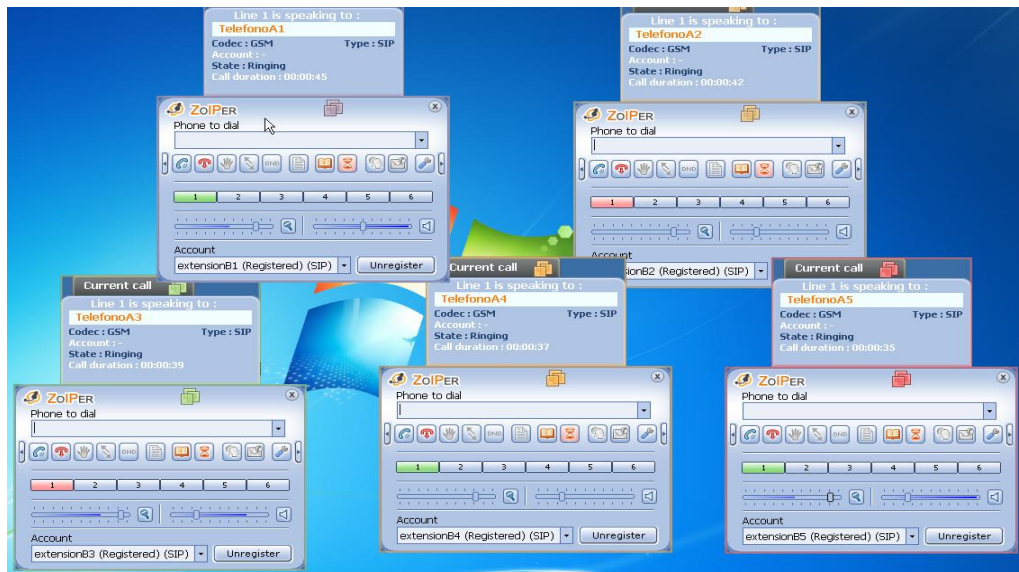 Line 1 is speaking to :
TelefonoA1
Codec : GSM Type : SIP
Account : -
State : Ringing
Call duration : 00:00:45
ZOIPER
Phone to dial
DND
1 2 3 4 5 6
Account
extensionB1 (Registered) (SIP) Unregister
Line 1 is speaking to :
TelefonoA2
Codec : GSM Type : SIP
Account : -
State : Ringing
Call duration : 00:00:42
ZOIPER
Phone to dial
DND
1 2 3 4 5 6
Account
ionB2 (Registered) (SIP)
Current call
Line 1 is speaking to :
TelefonoA3
Codec : GSM Type : SIP
Account : -
State : Ringing
Call duration : 00:00:39
ZOIPER
Phone to dial
DND
1 2 3 4 5 6
Account
extensionB3 (Registered) (SIP) Unregister
Current call
Line 1 is speaking to :
TelefonoA4
Codec : GSM Type : SIP
Account : -
State : Ringing
Call duration : 00:00:37
ZOIPER
Phone to dial
DND
1 2 3 4 5 6
Account
extensionB4 (Registered) (SIP) Unregister
Current call
Line 1 is speaking to :
TelefonoA5
Codec : GSM Type : SIP
Account : -
State : Ringing
Call duration : 00:00:35
ZOIPER
Phone to dial
DND
1 2 3 4 5 6
Account
extensionB5 (Registered) (SIP) Unregister